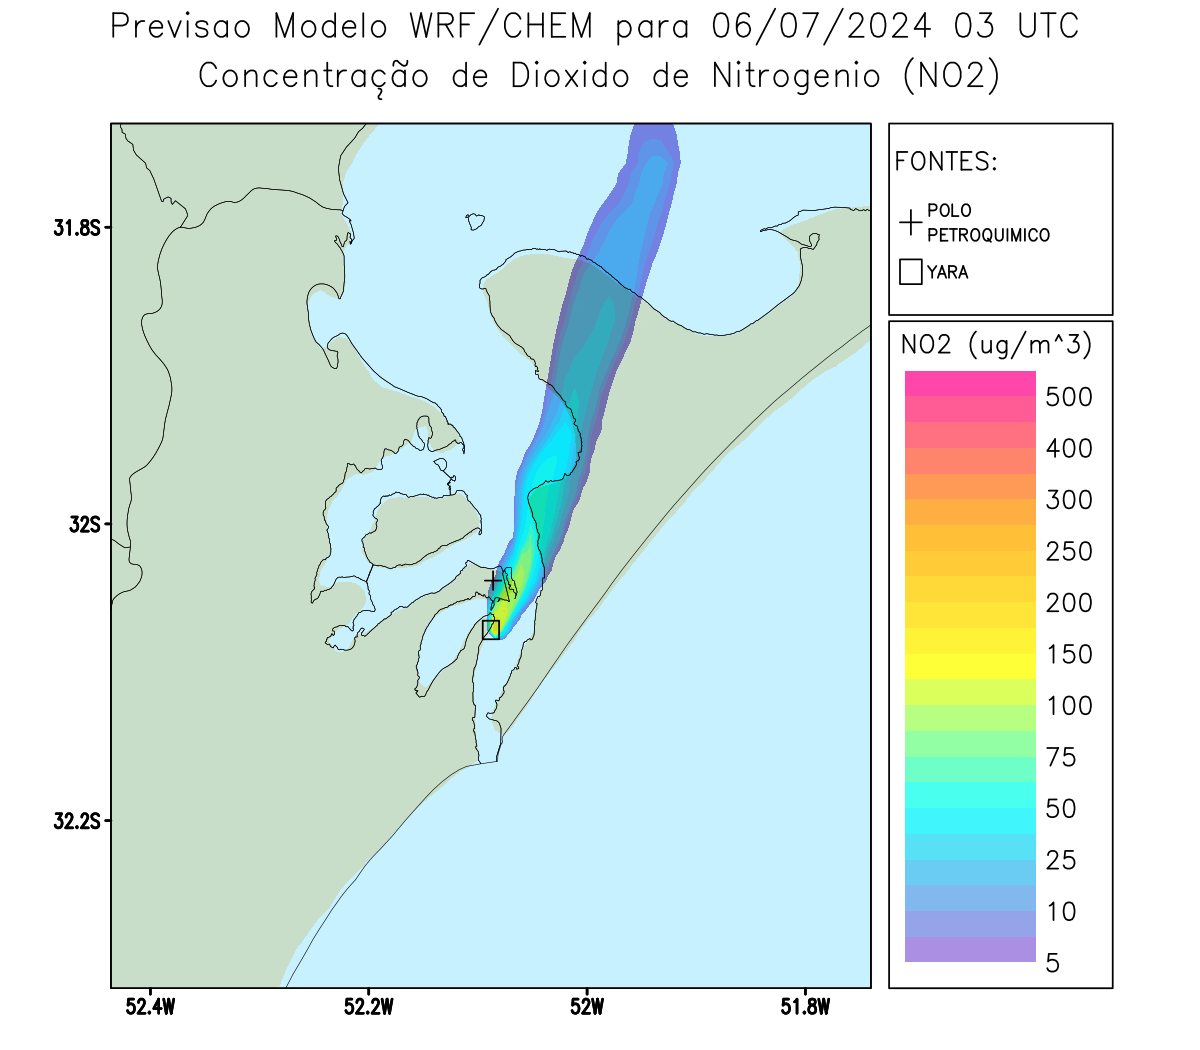 Previsao Modelo WRF/CHEM para 06/07/2024 03 UTC
Concentração de Dioxido de Nitrogenio (NO2)
FONTES:
POLO
PETROQUIMICO
YARA
NO2 (ug/m^3)
500
400
300
250
200
150
100
75
50
25
10
5
31.8S
32S
32.2S
52.4W
52.2W
52W
51.8W